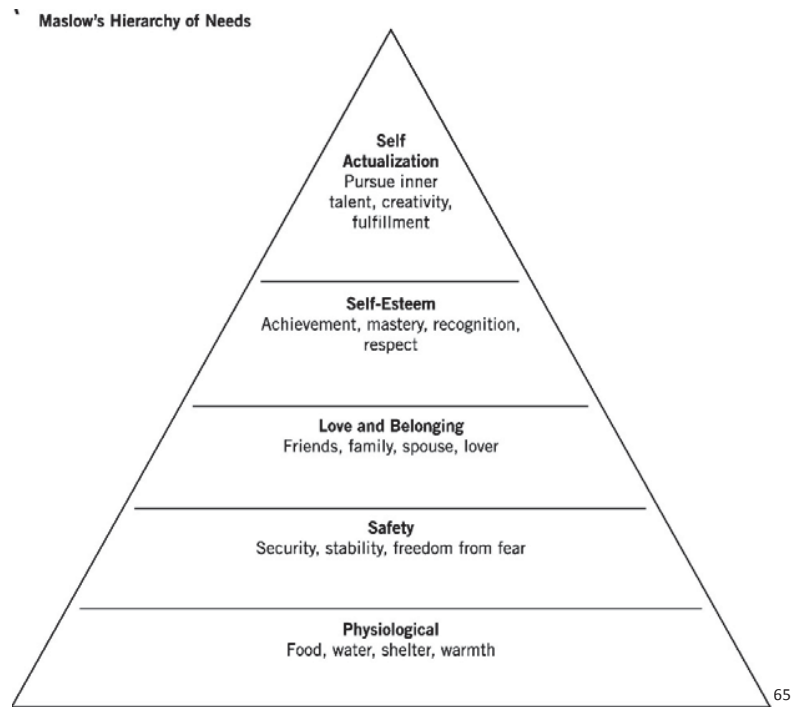 Maslow's Hierarchy of Needs
Self
Actualization
Pursue inner
talent, creativity,
fulfillment
Self-Esteem
Achievement, mastery, recognition,
respect
Love and Belonging
Friends, family, spouse, lover
Safety
Security, stability, freedom from fear
Physiological
Food, water, shelter, warmth
65